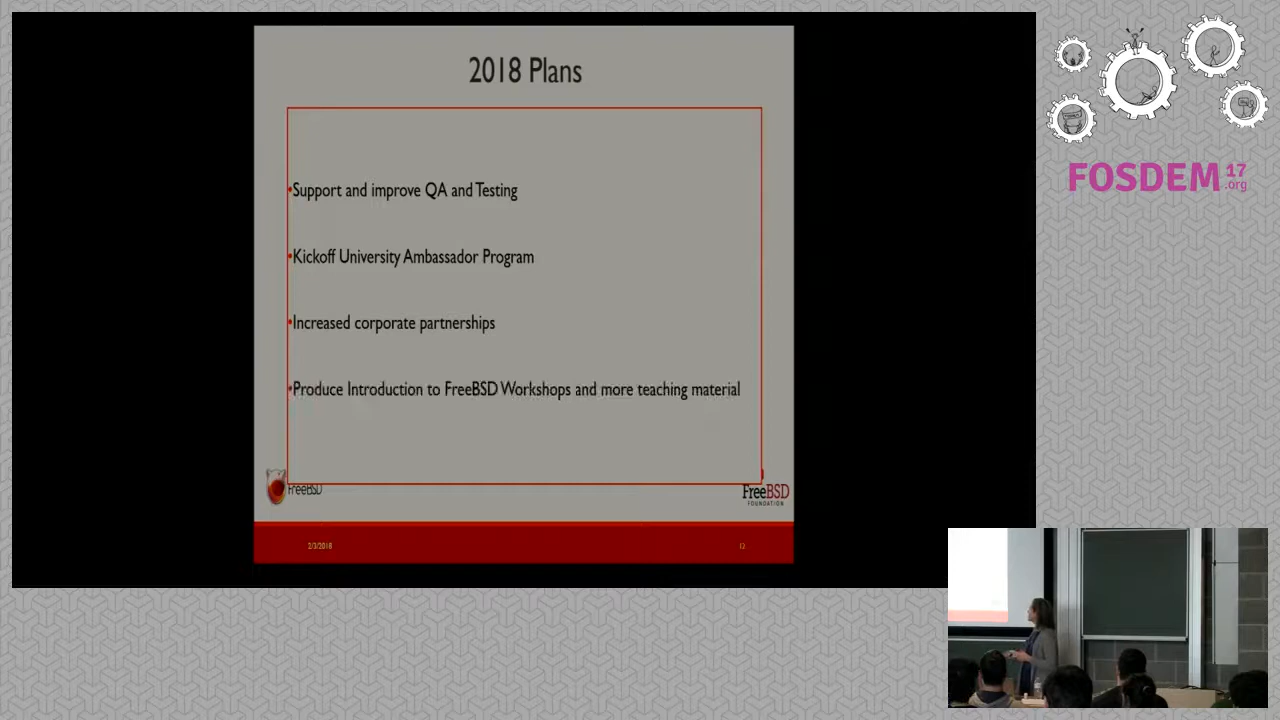 2018 Plans
•Support and improve QA and Testing
•Kickoff University Ambassador Program
•Increased corporate partnerships
•Produce Introduction to FreeBSD Workshops and more teaching material
FreeBSD
FreeBSD
FOUNDATION
2/3/2018
12
FOSDEM 17
.org